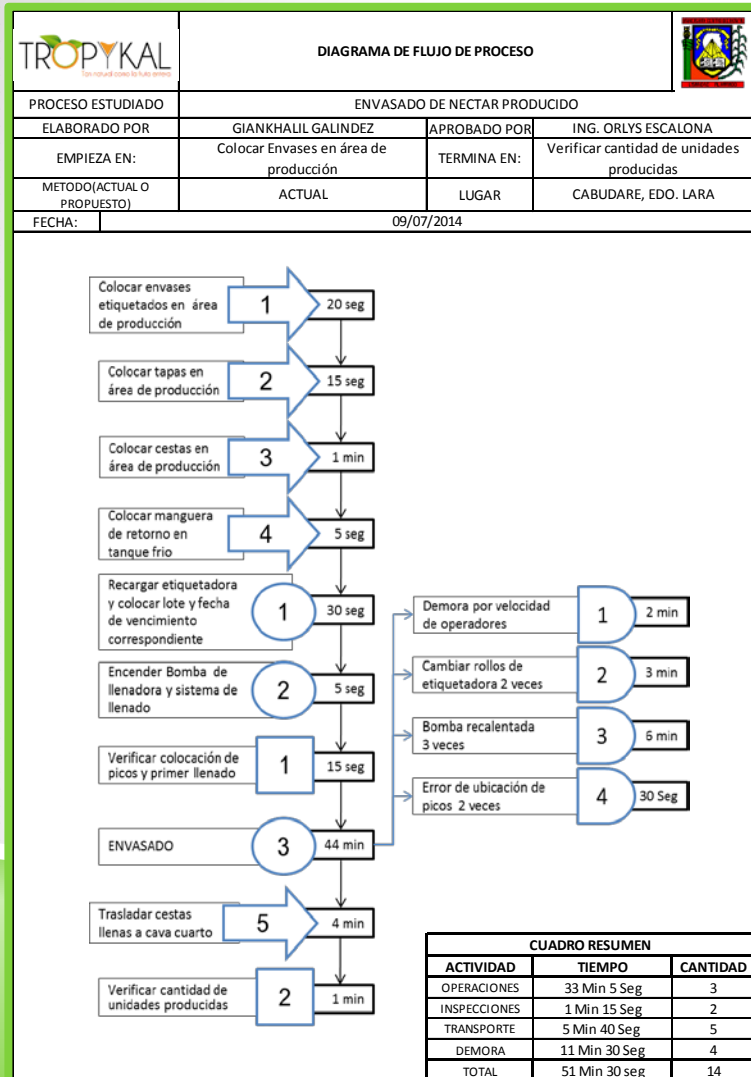 TROPYKAL
Tan natural como la fruta entera
DIAGRAMA DE FLUJO DE PROCESO
PROCESO ESTUDIADO
ENVASADO DE NECTAR PRODUCIDO
ELABORADO POR
GIANKHALIL GALINDEZ
APROBADO POR
ING. ORLYS ESCALONA
EMPIEZA EN:
Colocar Envases en área de
producción
TERMINA EN:
Verificar cantidad de unidades
producidas
METODO(ACTUAL O
PROPUESTO)
ACTUAL
LUGAR
CABUDARE, EDO. LARA
FECHA:
09/07/2014
Colocar envases
etiquetados en área
de producción
1
20 seg
Colocar tapas en
área de producción
2
15 seg
Colocar cestas en
área de producción
3
1 min
Colocar manguera
de retorno en
tanque frio
4
5 seg
Recargar etiquetadora
y colocar lote y fecha
de vencimiento
correspondiente
1
30 seg
Encender Bomba de
llenadora y sistema de
llenado
2
5 seg
Verificar colocación de
picos y primer llenado
1
15 seg
ENVASADO
3
44 min
Demora por velocidad
de operadores
1
2 min
Cambiar rollos de
etiquetadora 2 veces
2
3 min
Bomba recalentada
3 veces
3
6 min
Error de ubicación de
picos 2 veces
4
30 Seg
Trasladar cestas
llenas a cava cuarto
5
4 min
Verificar cantidad de
unidades producidas
2
1 min
CUADRO RESUMEN
ACTIVIDAD TIEMPO CANTIDAD
OPERACIONES 33 Min 5 Seg 3
INSPECCIONES 1 Min 15 Seg 2
TRANSPORTE 5 Min 40 Seg 5
DEMORA 11 Min 30 Seg 4
TOTAL 51 Min 30 seg 14